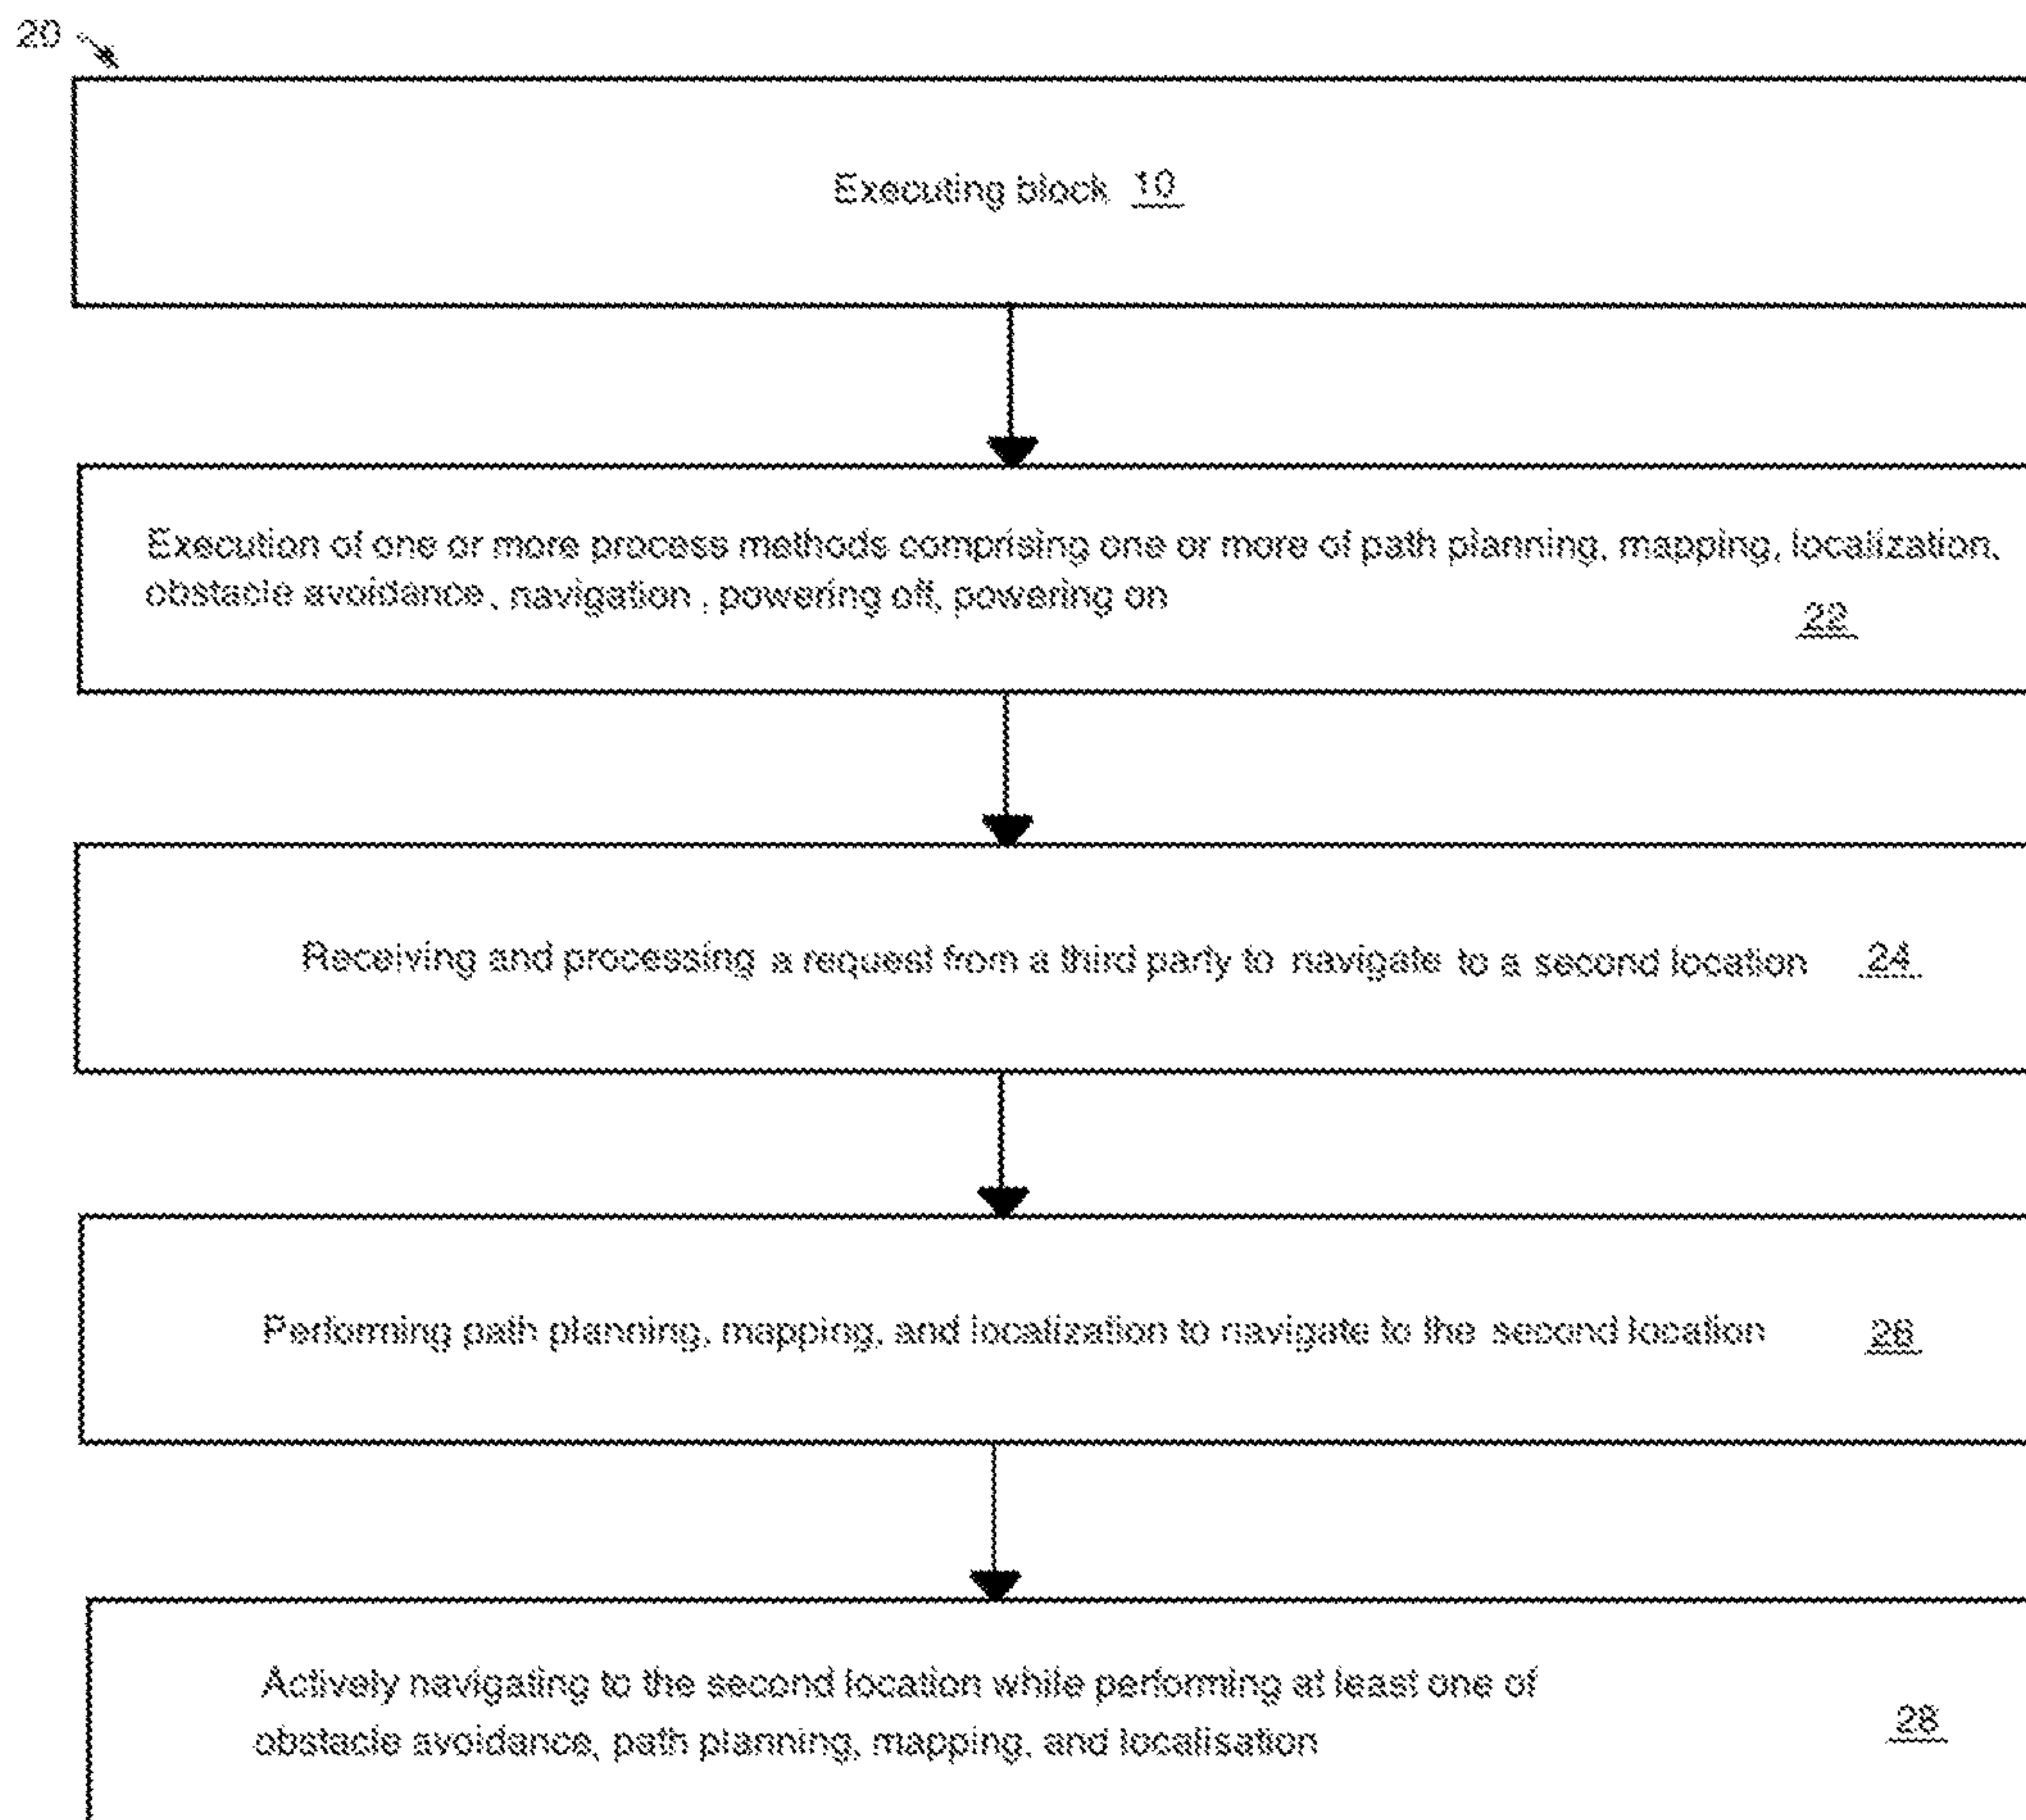 20
Executing block 10
Execution of one or more process methods comprising one or more of path planning, mapping, localization,
obstacle avoidance, navigation , powering off, powering on
22
Receiving and processing a request from a third party to navigate to a second location 24
Performing path planning, mapping, and localization to navigate to the second location 26
Actively navigating to the second location while performing at least one of
obstacle avoidance, path planning, mapping, and localisation
28